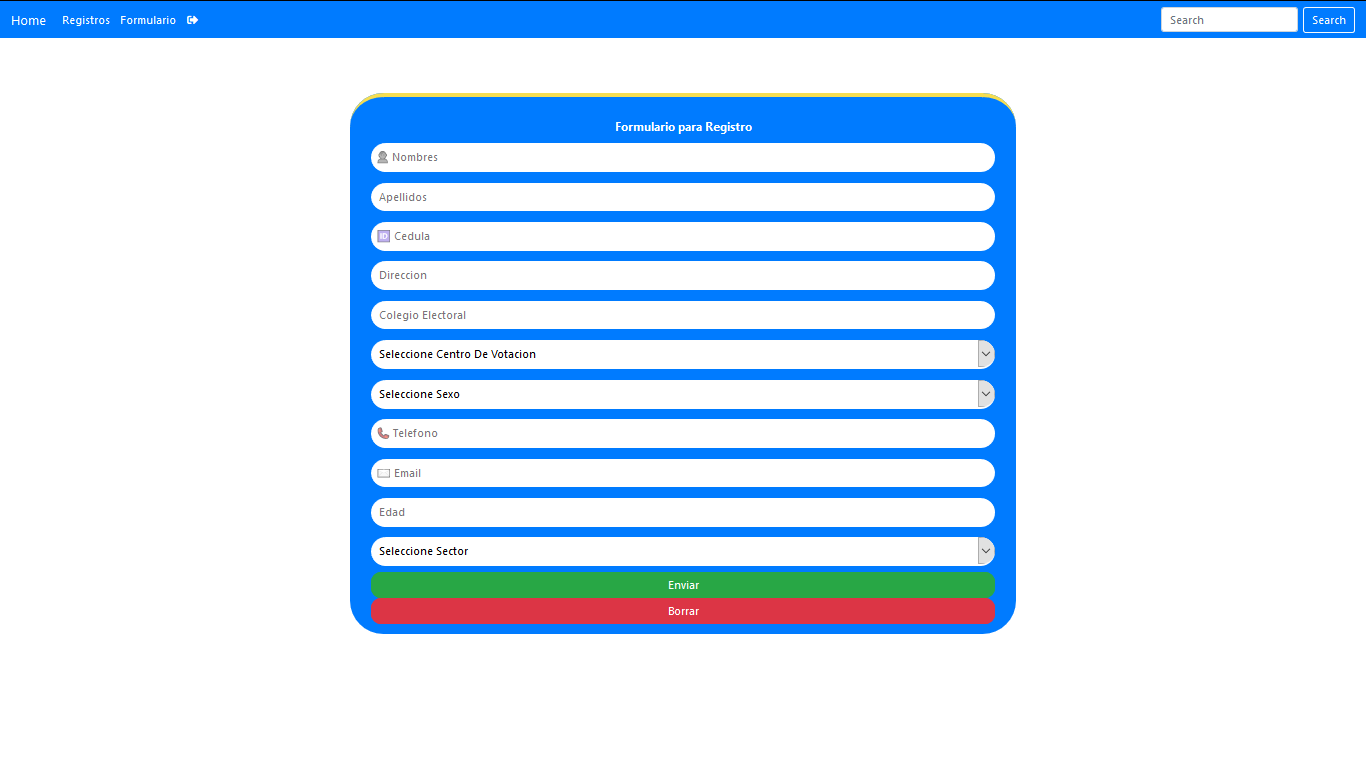 Home Registros Formulario Search Search
Formulario para Registro
Nombres
Apellidos
ID Cedula
Direccion
Colegio Electoral
Seleccione Centro De Votacion
Seleccione Sexo
Telefono
Email
Edad
Seleccione Sector
Enviar
Borrar